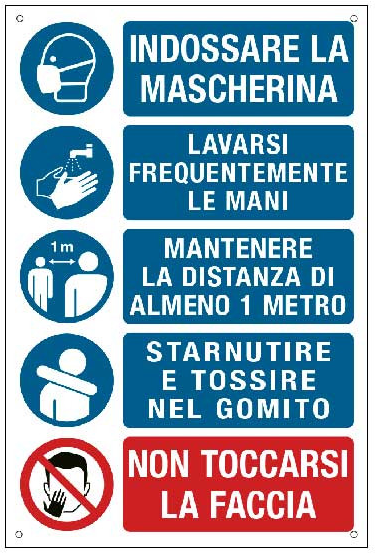 INDOSSARE LA
MASCHERINA
LAVARSI
FREQUENTEMENTE
LE MANI
1m
MANTENERE
LA DISTANZA DI
ALMENO 1 METRO
STARNUTIRE
E TOSSIRE
NEL GOMITO
NON TOCCARSI
LA FACCIA